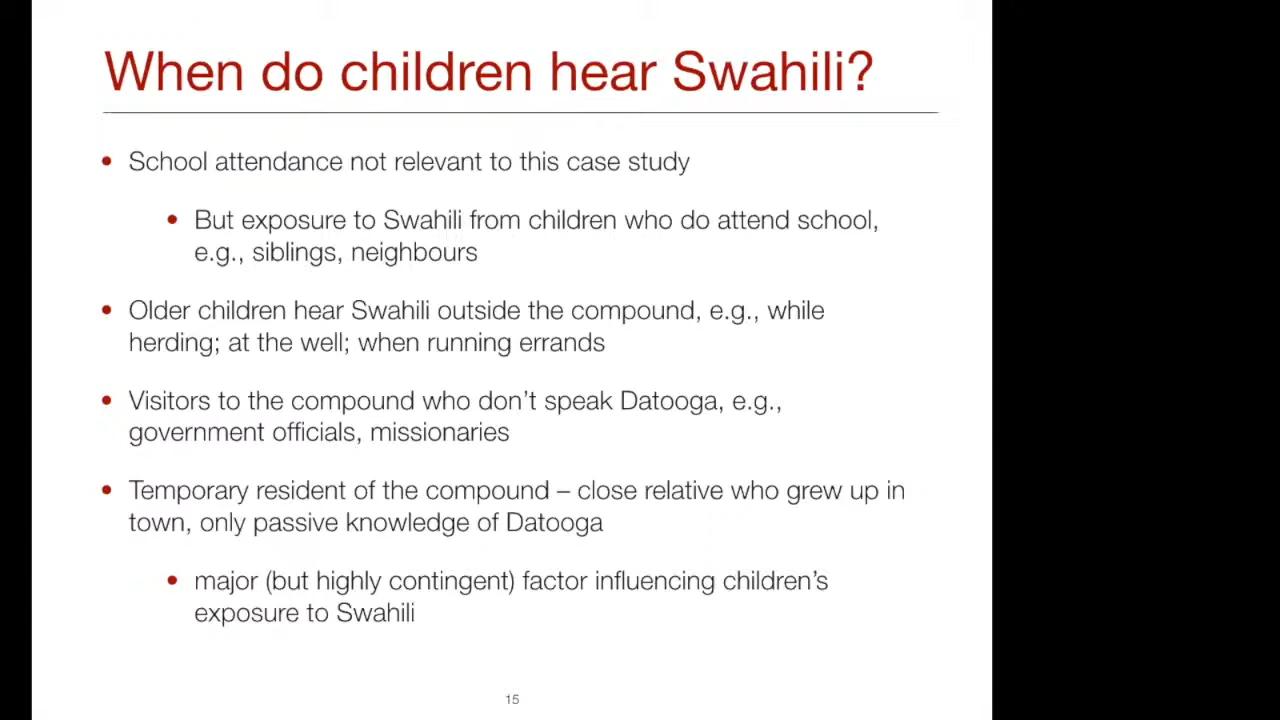 When do children hear Swahili?
• School attendance not relevant to this case study
• But exposure to Swahili from children who do attend school,
e.g., siblings, neighbours
• Older children hear Swahili outside the compound, e.g., while
herding; at the well; when running errands
• Visitors to the compound who don’t speak Datooga, e.g.,
government officials, missionaries
• Temporary resident of the compound – close relative who grew up in
town, only passive knowledge of Datooga
• major (but highly contingent) factor influencing children’s
exposure to Swahili
15